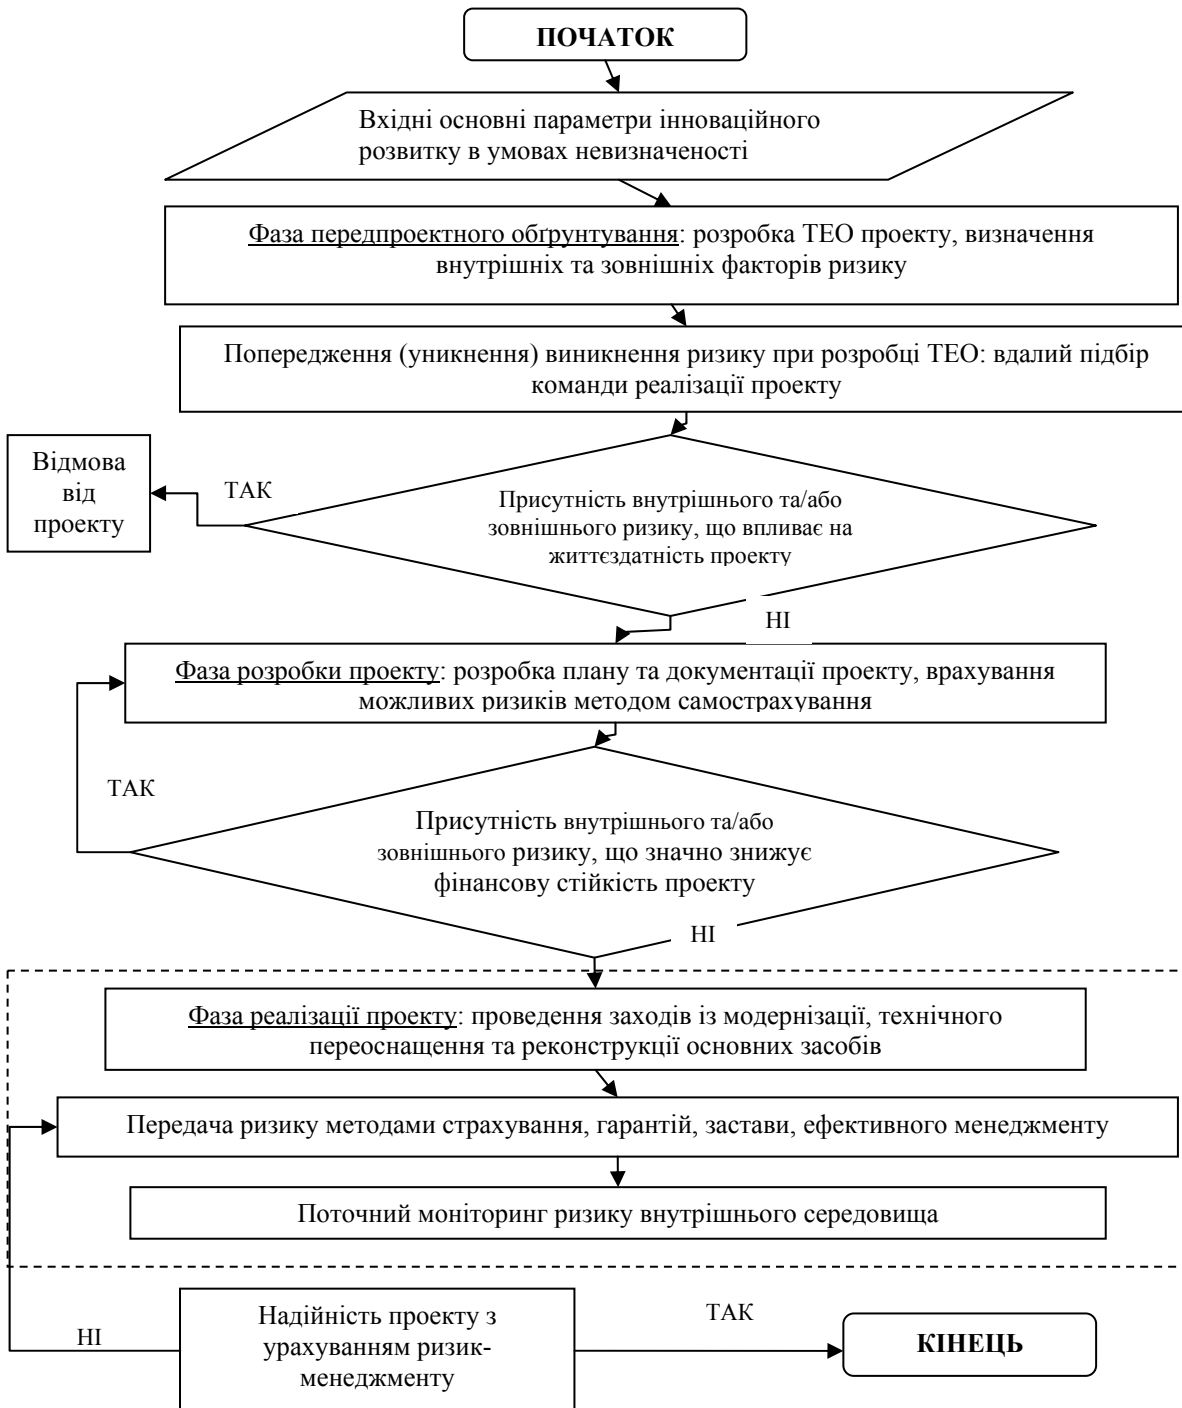 ПОЧАТОК
Вхідні основні параметри інноваційного
розвитку в умовах невизначеності
Фаза передпроектного обґрунтування: розробка ТЕО проекту, визначення
внутрішніх та зовнішніх факторів ризику
Попередження (уникнення) виникнення ризику при розробці ТЕО: вдалий підбір
команди реалізації проекту
Відмова
від
проекту
ТАК
Присутність внутрішнього та/або
зовнішнього ризику, що впливає на
життєздатність проекту
НІ
Фаза розробки проекту: розробка плану та документації проекту, врахування
можливих ризиків методом самострахування
ТАК
Присутність внутрішнього та/або
зовнішнього ризику, що значно знижує
фінансову стійкість проекту
НІ
Фаза реалізації проекту: проведення заходів із модернізації, технічного
переоснащення та реконструкції основних засобів
Передача ризику методами страхування, гарантій, застави, ефективного менеджменту
Поточний моніторинг ризику внутрішнього середовища
НІ
Надійність проекту з
урахуванням ризик-
менеджменту
ТАК
КІНЕЦЬ